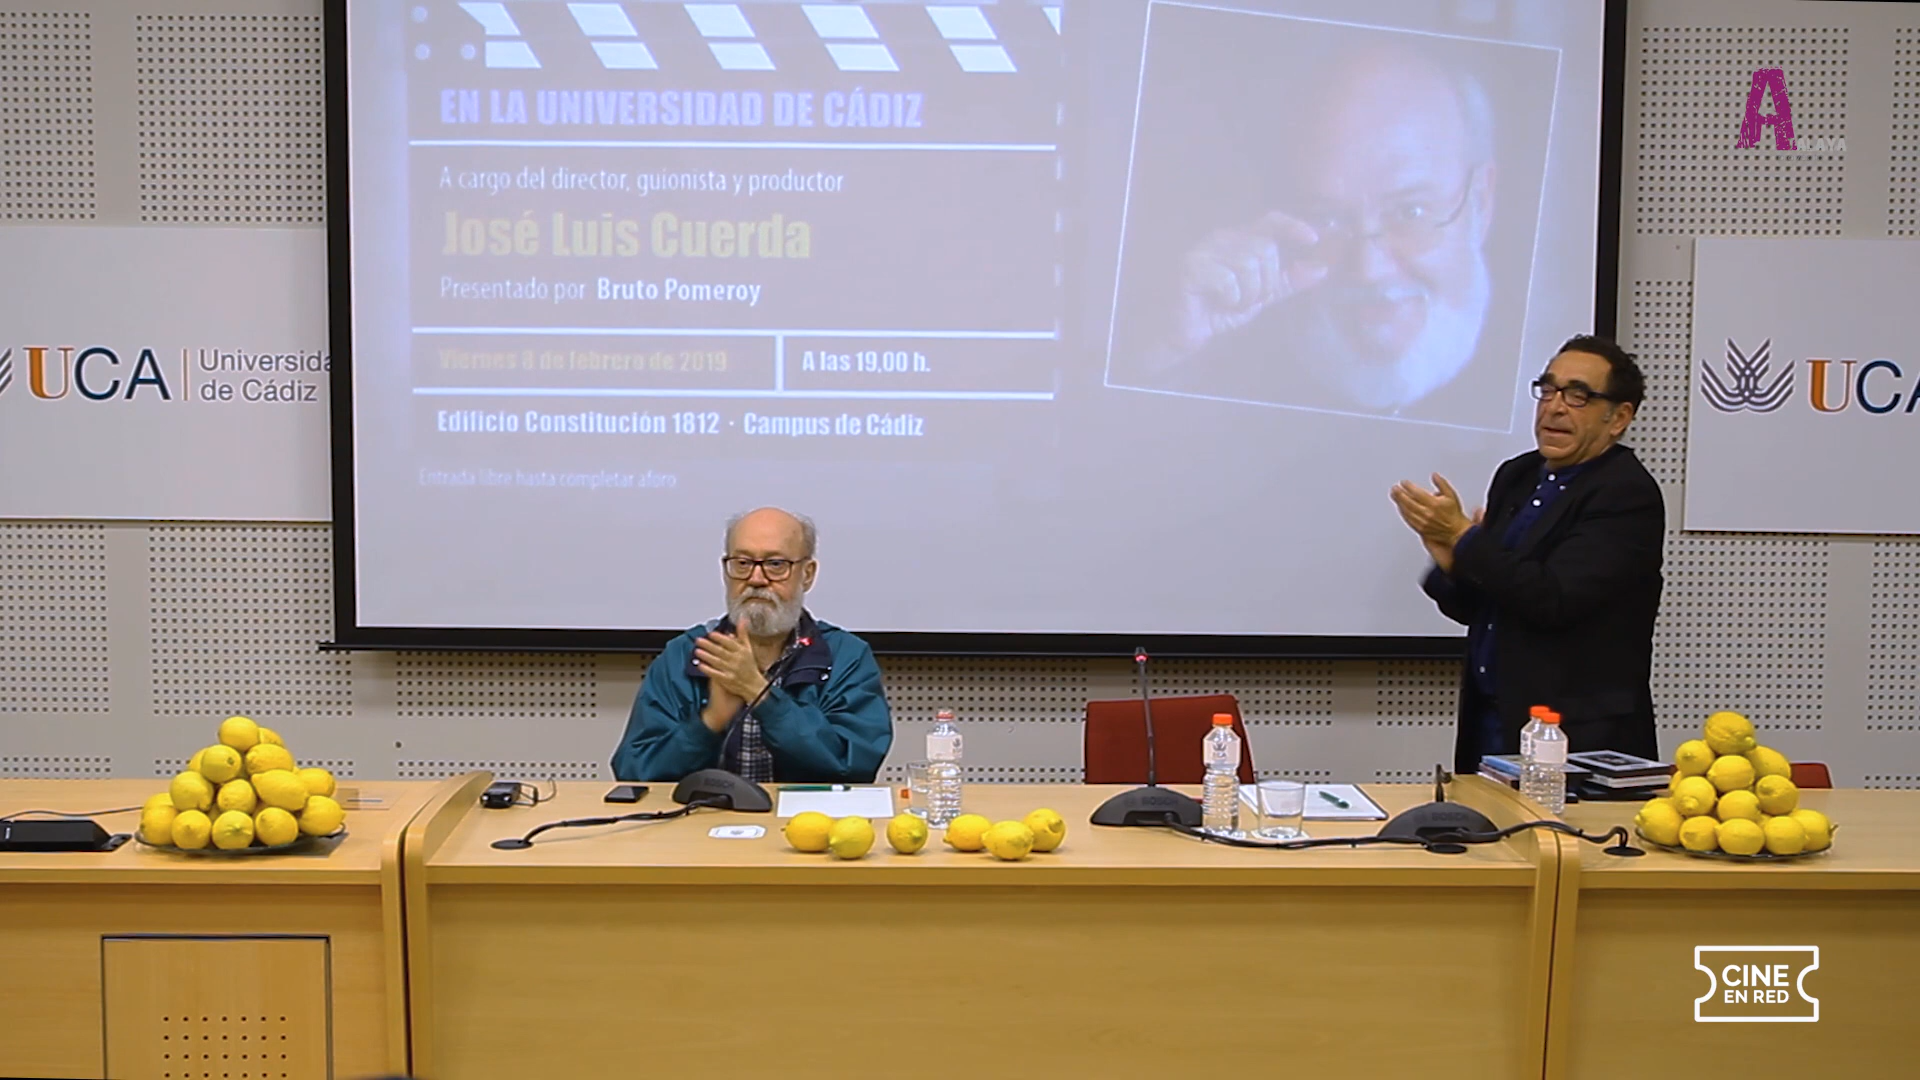 EN LA UNIVERSIDAD DE CÁDIZ
A cargo del director, guionista y productor
José Luis Cuerda
Presentado por Bruto Pomeroy
Viernes 8 de febrero de 2019
A las 19,00 h.
Edificio Constitución 1812 · Campus de Cádiz
Entrada libre hasta completar aforo
UCA
Universida
de Cádiz
UCA
ATALAYA
BOSCH
BOSCH
BOSCH
CINE
EN RED